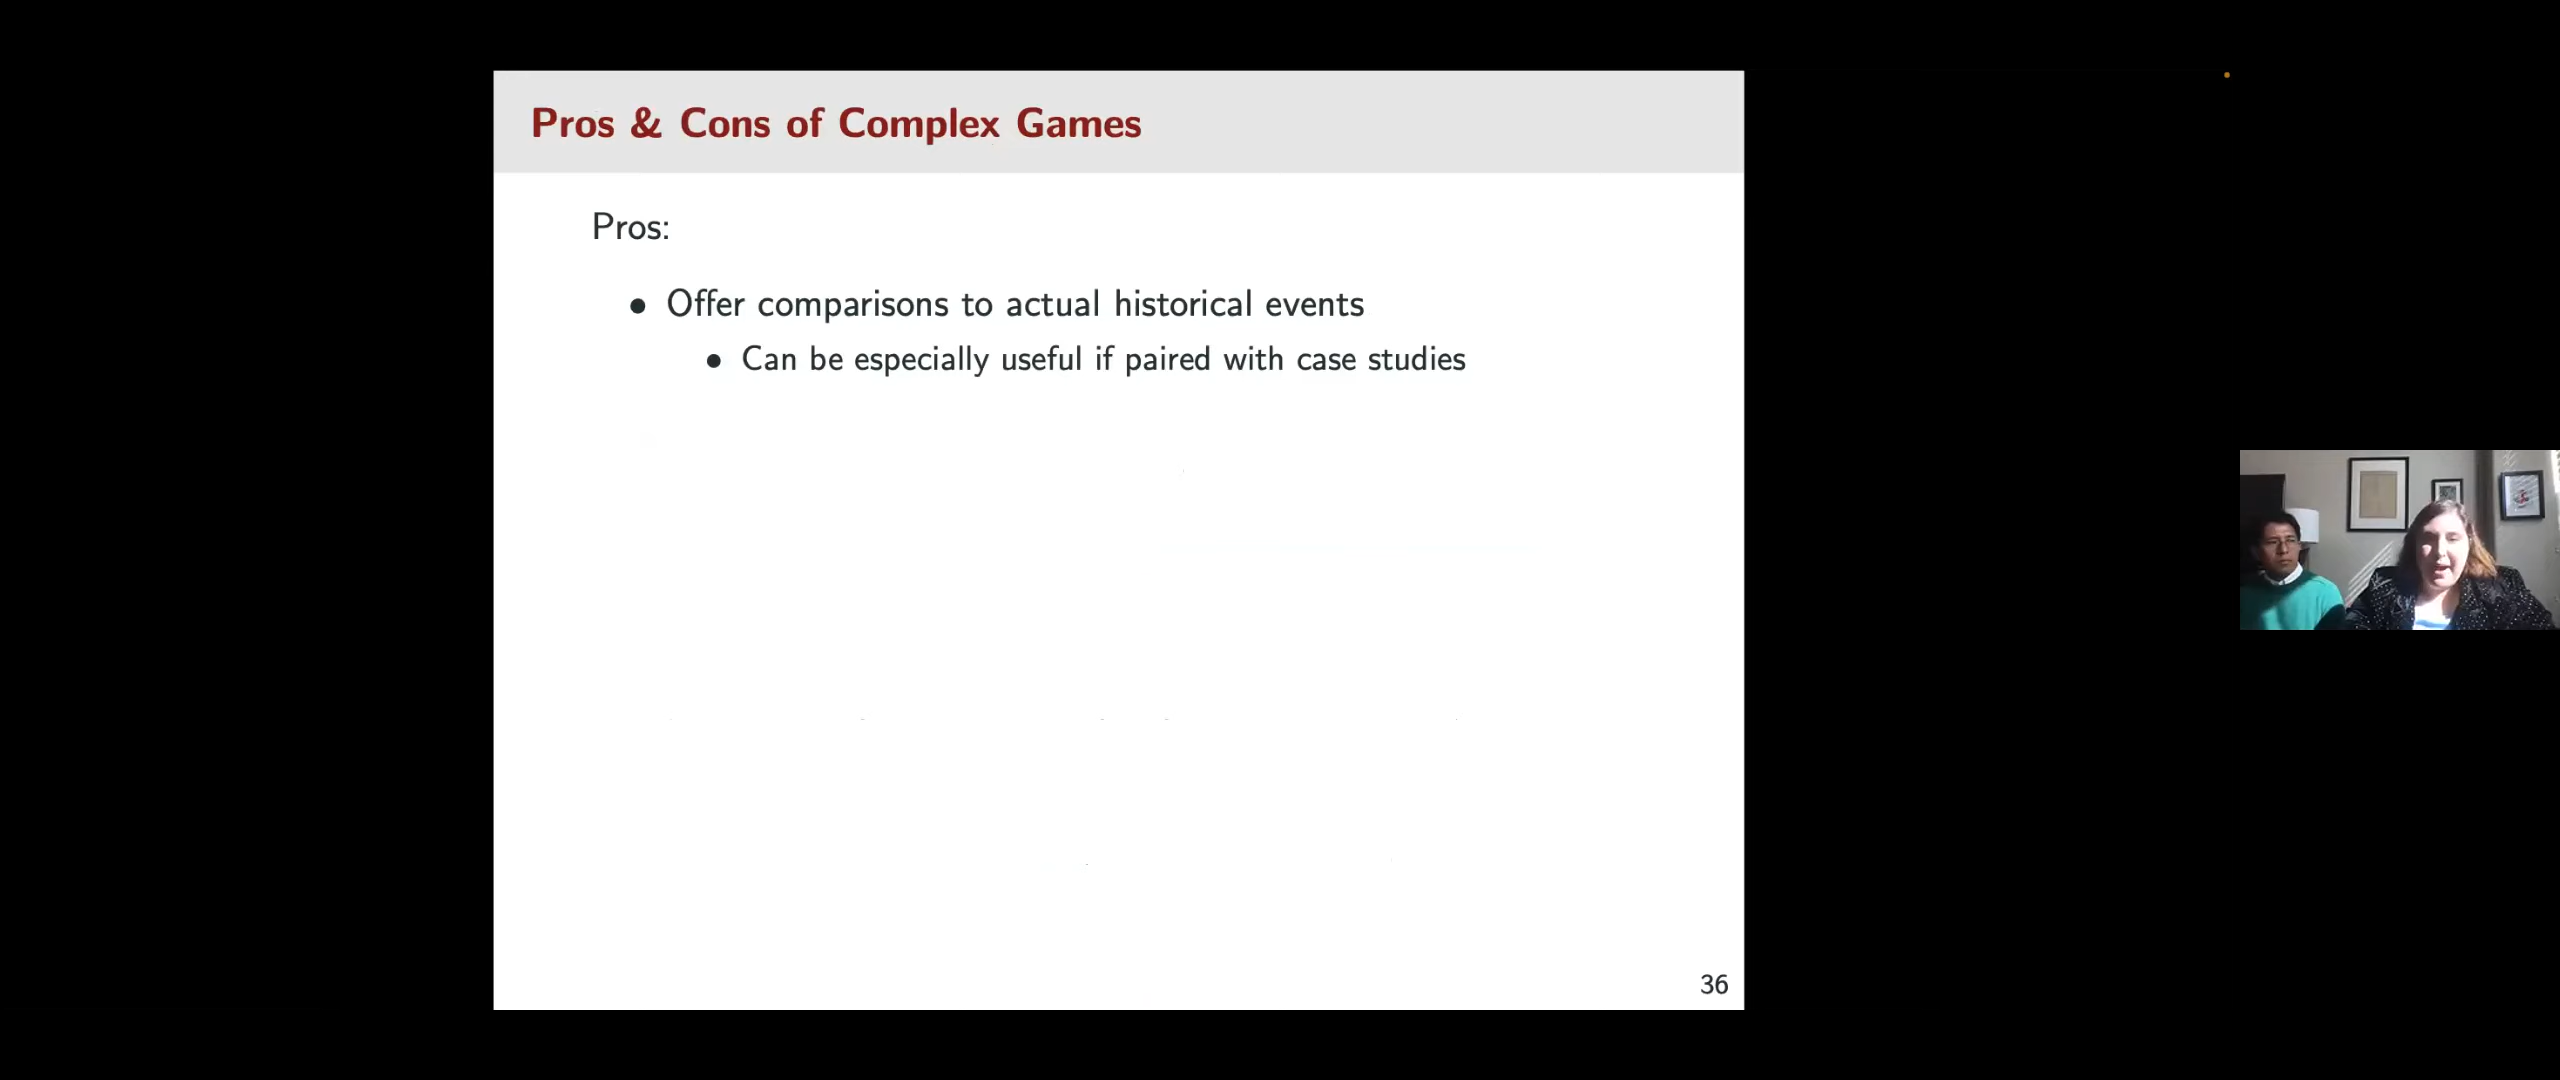 Pros & Cons of Complex Games
Pros:
• Offer comparisons to actual historical events
• Can be especially useful if paired with case studies
36